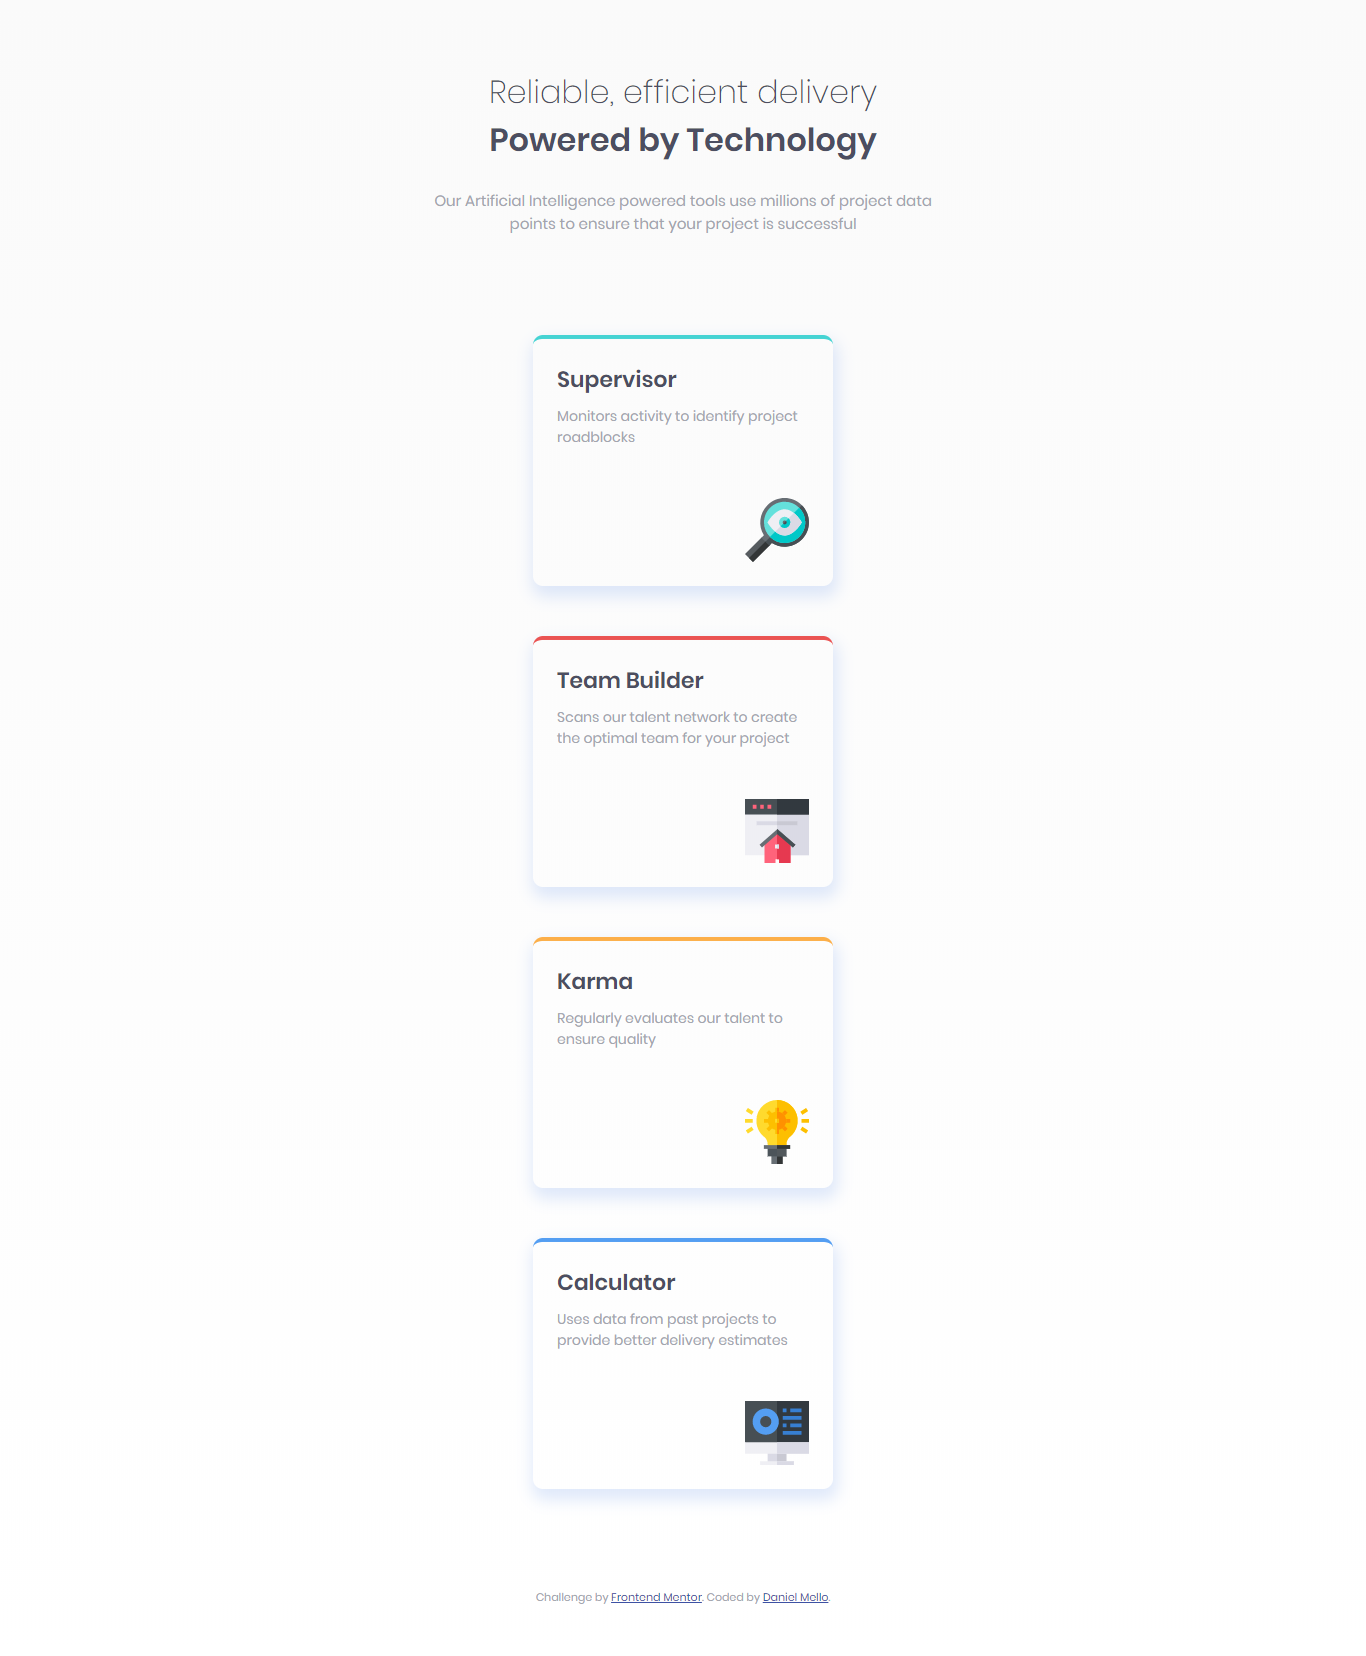 Reliable, efficient delivery
Powered by Technology
Our Artificial Intelligence powered tools use millions of project data
points to ensure that your project is successful
Supervisor
Monitors activity to identify project
roadblocks
Team Builder
Scans our talent network to create
the optimal team for your project
Karma
Regularly evaluates our talent to
ensure quality
Calculator
Uses data from past projects to
provide better delivery estimates
Challenge by Frontend Mentor. Coded by Daniel Mello.